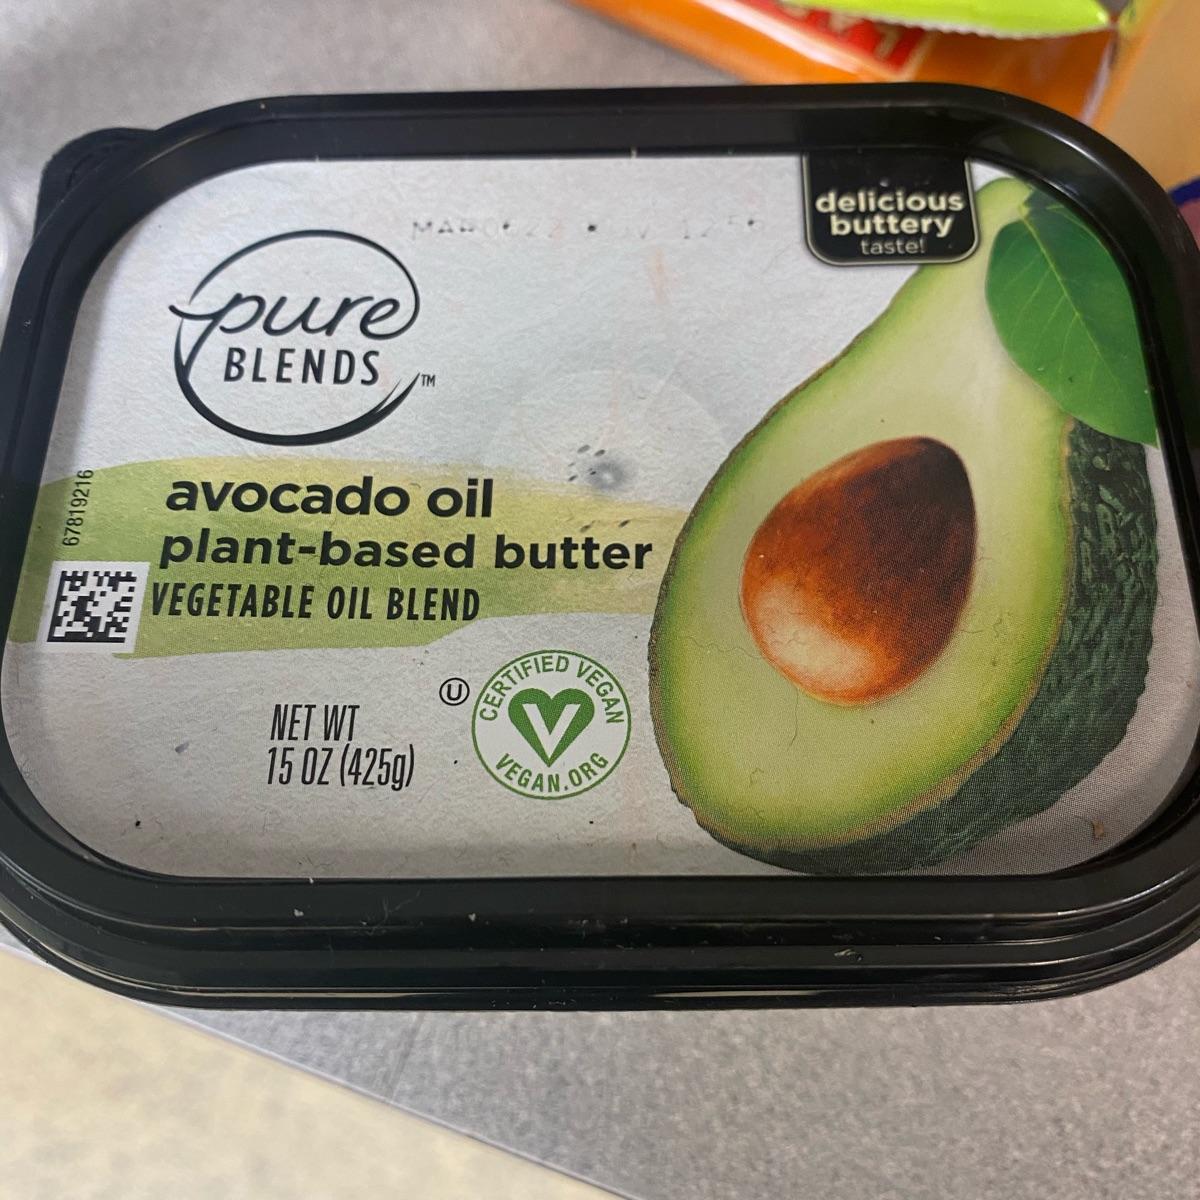 delicious
buttery
taste!
pure
BLENDS
TM
avocado oil
plant-based butter
VEGETABLE OIL BLEND
67819216
NET WT
15 OZ (425g)
U
CERTIFIED VEGAN
V
VEGAN.ORG